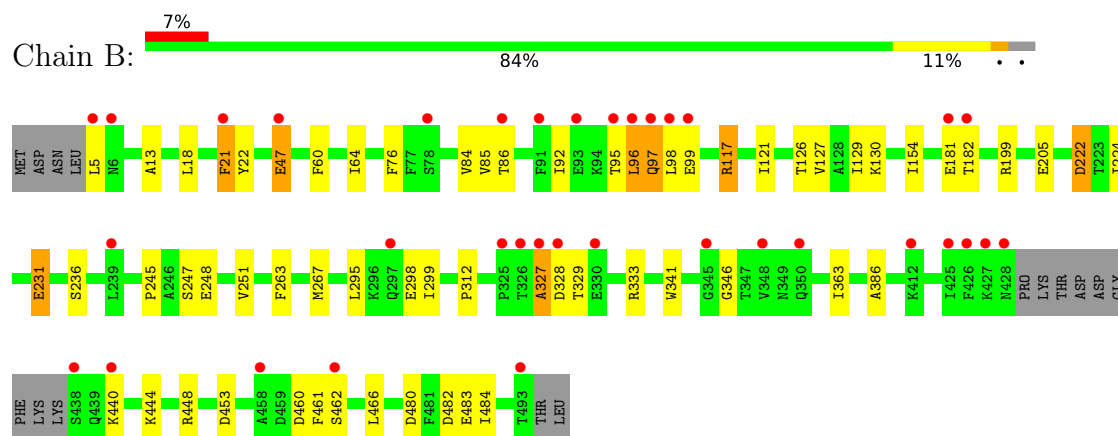 7%
Chain B:
84% 11% • •
MET ASP ASN LEU L5 N6 A13 L18 F21 Y22 E47 F60 I64 F76 F77 S78 V84 V85 T86 F91 I92 E93 K94 T95 L96 Q97 L98 E99 R117 I121 T126 V127 A128 I129 K130 I154 E181 T182 R199 E205 D222 T223
E231 S236 L239 P245 A246 S247 E248 V251 F263 M267 L295 K296 Q297 E298 I299 P312 P325 T326 A327 D328 T329 E330 R333 W341 G345 G346 T347 V348 N349 Q350 I363 A386 K412 I425 F426 K427 N428 PRO LYS THR ASP ASP
PHE LYS LYS S438 Q439 K440 K444 R448 D453 A458 D459 D460 F461 S462 L466 D480 F481 D482 E483 I484 T493 THR LEU